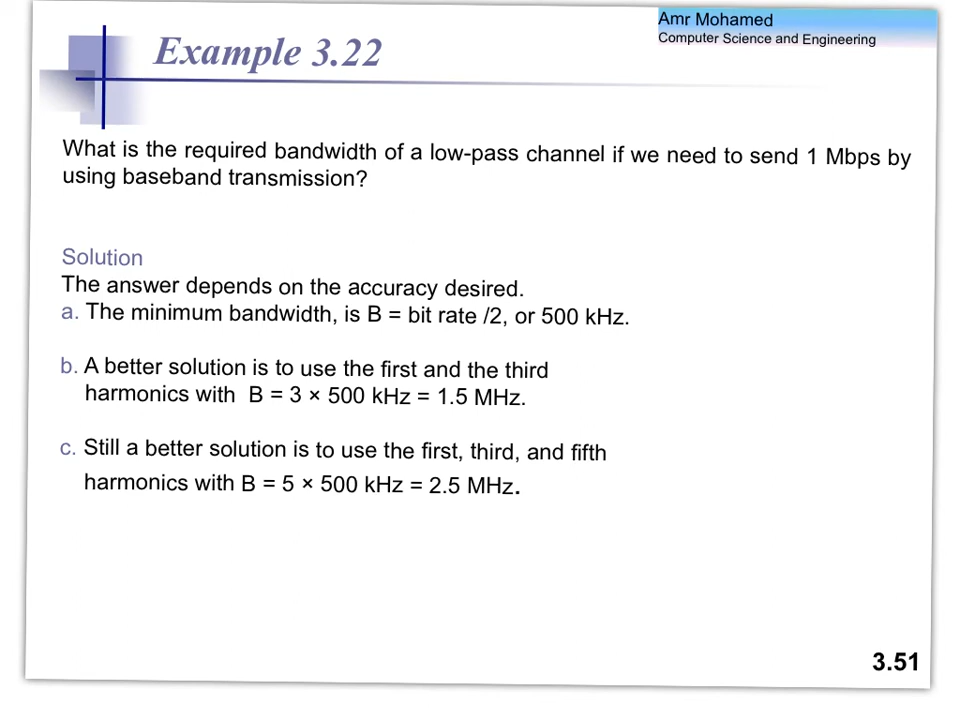 Amr Mohamed
Computer Science and Engineering
Example 3.22
What is the required bandwidth of a low-pass channel if we need to send 1 Mbps by
using baseband transmission?
Solution
The answer depends on the accuracy desired.
a. The minimum bandwidth, is B = bit rate /2, or 500 kHz.
b. A better solution is to use the first and the third
harmonics with B = 3 × 500 kHz = 1.5 MHz.
c. Still a better solution is to use the first, third, and fifth
harmonics with B = 5 × 500 kHz = 2.5 MHz.
3.51